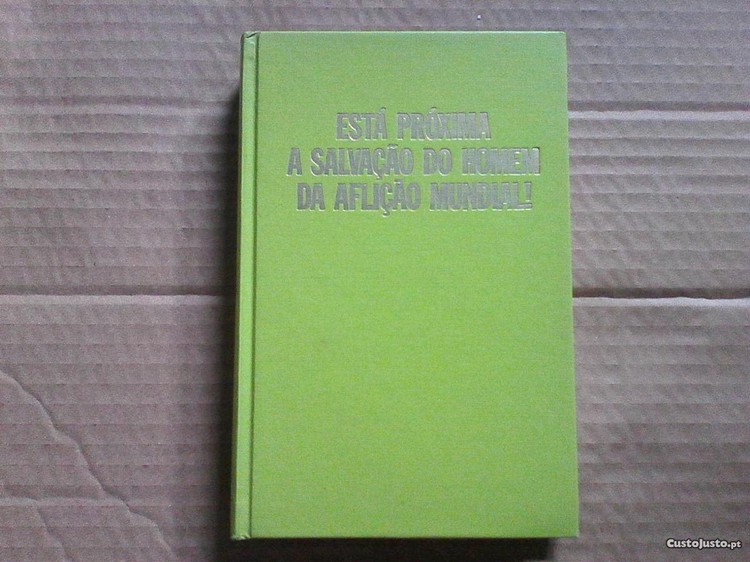 ESTÁ PRÓXIMA
A SALVAÇÃO DO HOMEM
DA AFLIÇÃO MUNDIAL!
CustoJusto.pt